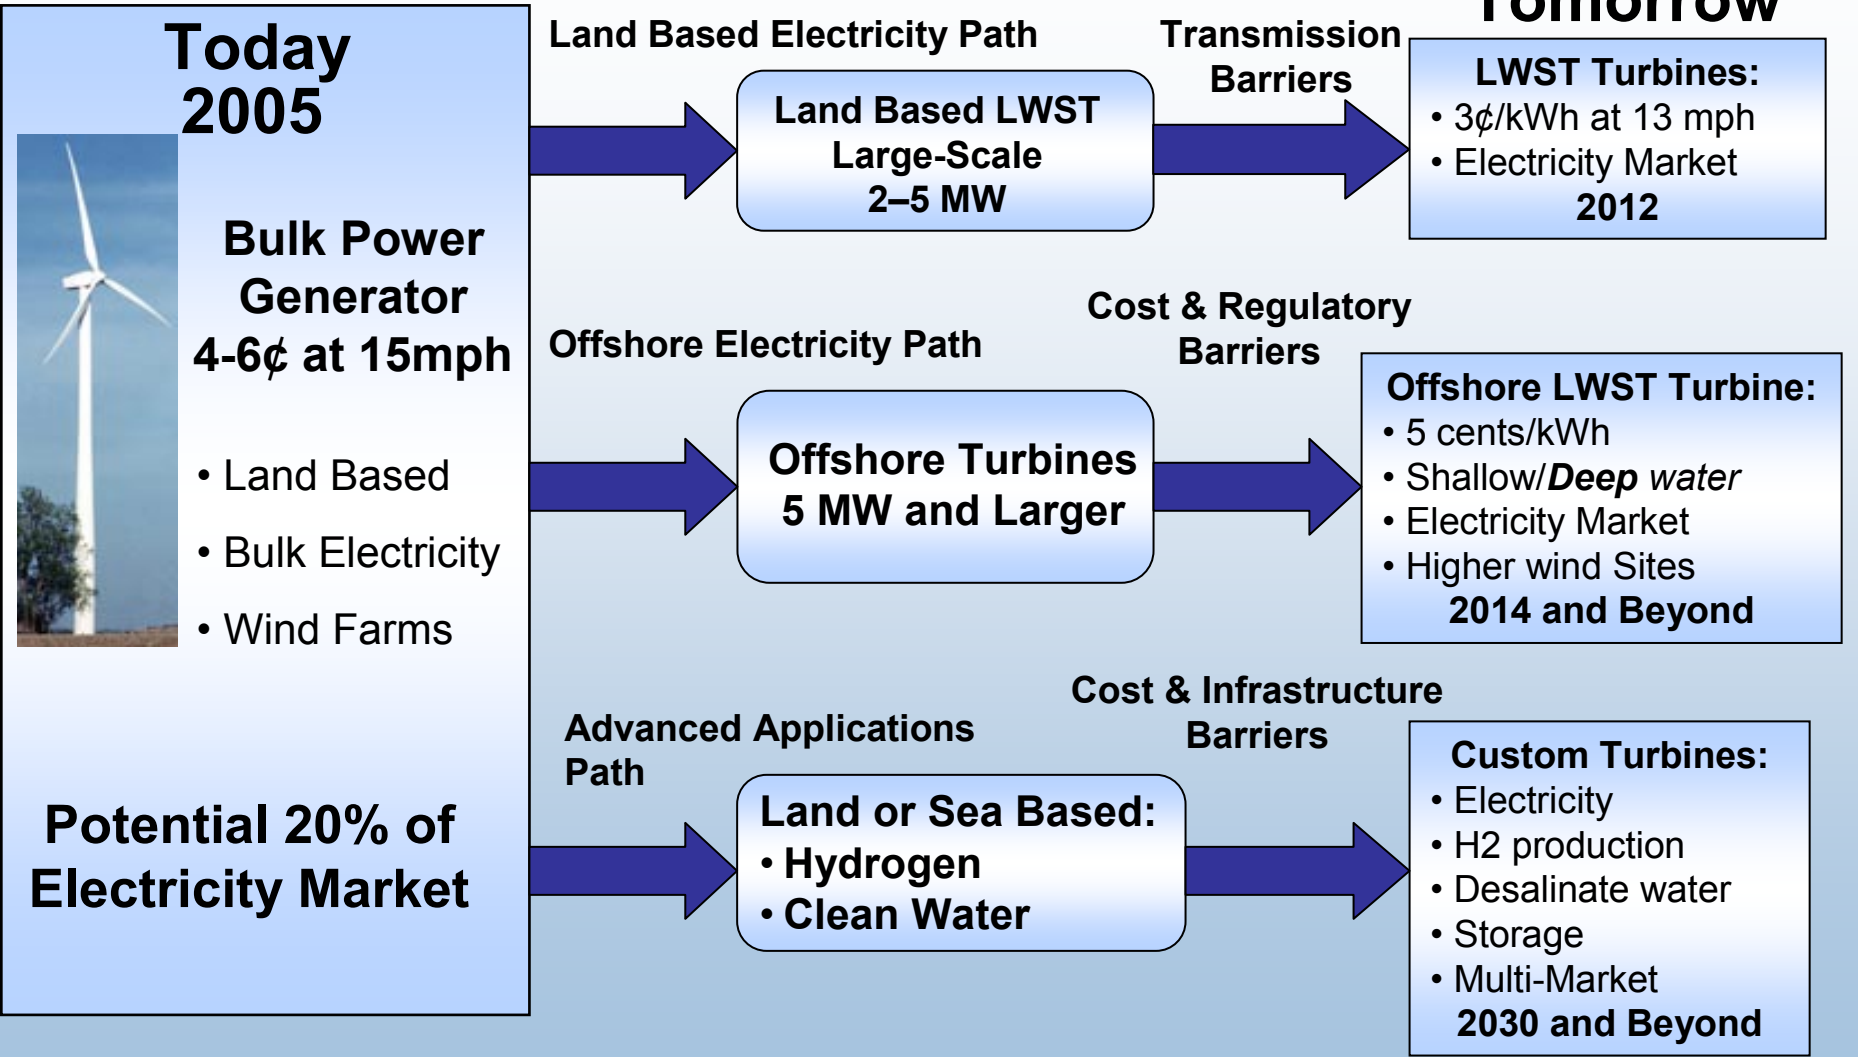 Today
2005
Bulk Power
Generator
4-6¢ at 15mph
• Land Based
• Bulk Electricity
• Wind Farms
Potential 20% of
Electricity Market
Land Based Electricity Path
Land Based LWST
Large-Scale
2–5 MW
Transmission
Barriers
Tomorrow
LWST Turbines:
• 3¢/kWh at 13 mph
• Electricity Market
2012
Offshore Electricity Path
Offshore Turbines
5 MW and Larger
Cost & Regulatory
Barriers
Offshore LWST Turbine:
• 5 cents/kWh
• Shallow/Deep water
• Electricity Market
• Higher wind Sites
2014 and Beyond
Advanced Applications
Path
Land or Sea Based:
• Hydrogen
• Clean Water
Cost & Infrastructure
Barriers
Custom Turbines:
• Electricity
• H2 production
• Desalinate water
• Storage
• Multi-Market
2030 and Beyond